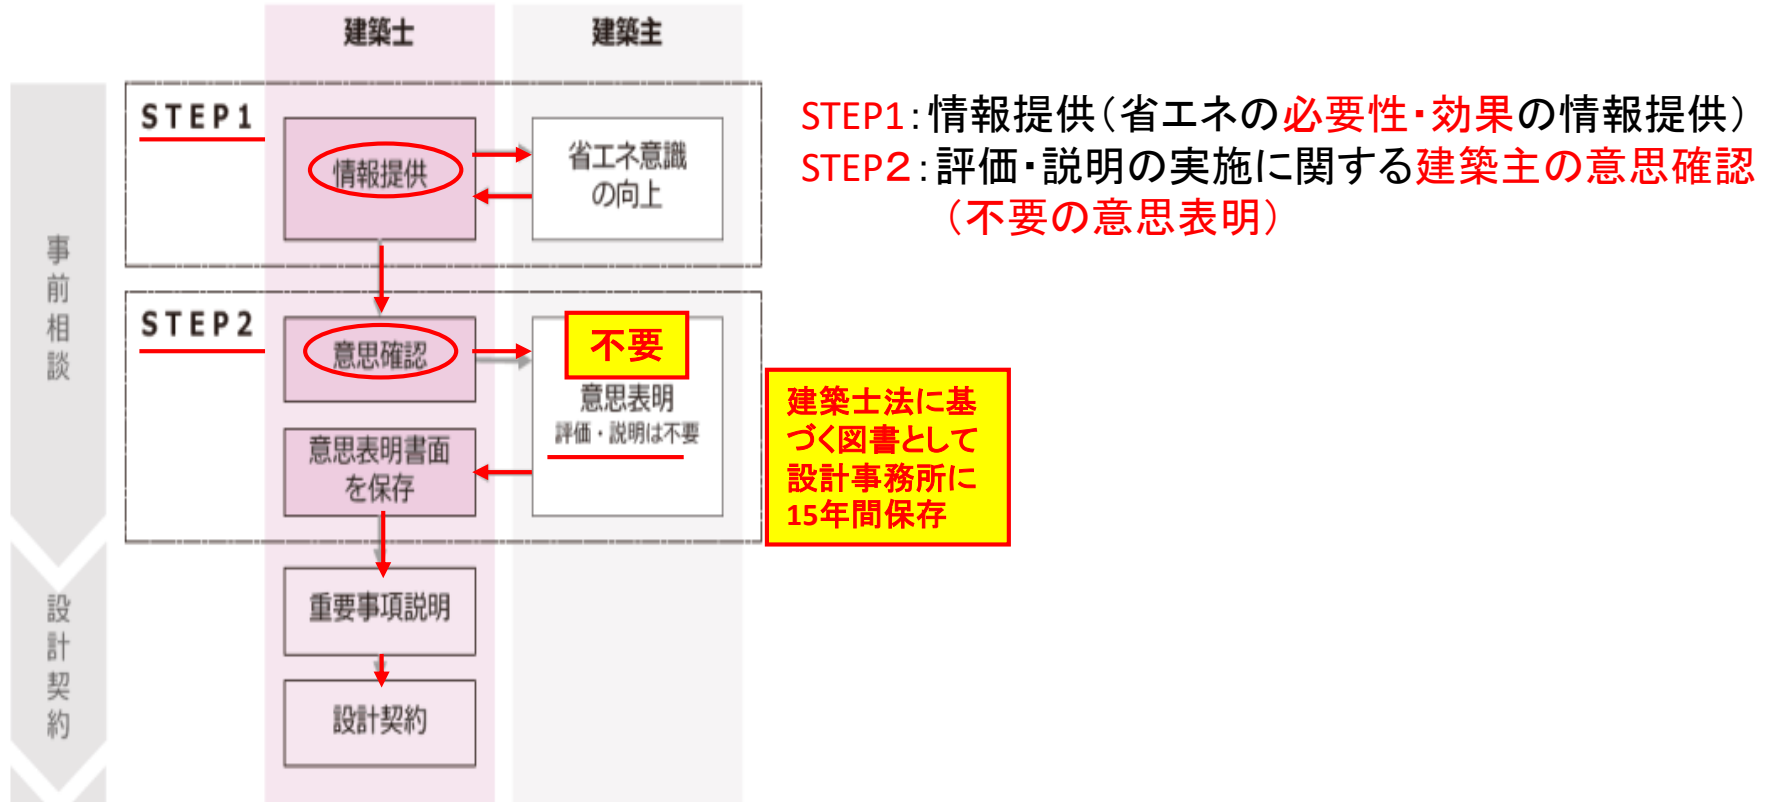 建築士
建築主
STEP1
情報提供
省エネ意識
の向上
STEP1：情報提供（省エネの必要性・効果の情報提供）
STEP２：評価・説明の実施に関する建築主の意思確認
（不要の意思表明）
事前相談
STEP2
意思確認
不要
意思表明
評価・説明は不要
意思表明書面
を保存
建築士法に基
づく図書として
設計事務所に
15年間保存
設計契約
重要事項説明
設計契約